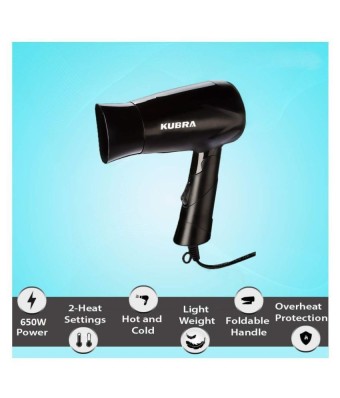 KUBRA
650W
Power
2-Heat
Settings
Hot and
Cold
Light
Weight
Foldable
Handle
Overheat
Protection